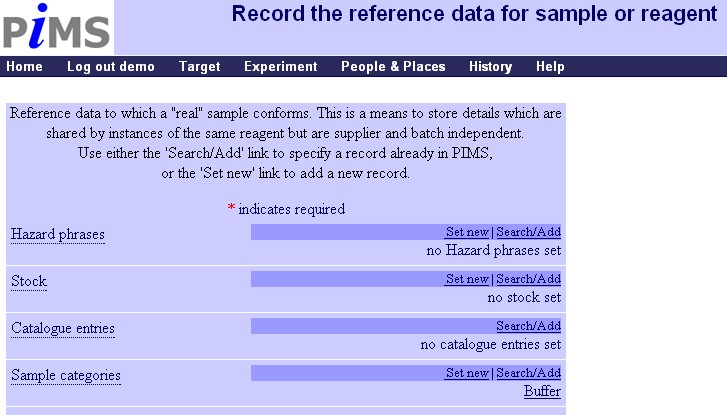 PiMS
Record the reference data for sample or reagent
Home Log out demo Target Experiment People & Places History Help
Reference data to which a "real" sample conforms. This is a means to store details which are
shared by instances of the same reagent but are supplier and batch independent.
Use either the 'Search/Add' link to specify a record already in PIMS,
or the 'Set new' link to add a new record.
* indicates required
Hazard phrases Set new | Search/Add
no Hazard phrases set
Stock Set new | Search/Add
no stock set
Catalogue entries Search/Add
no catalogue entries set
Sample categories Set new | Search/Add
Buffer